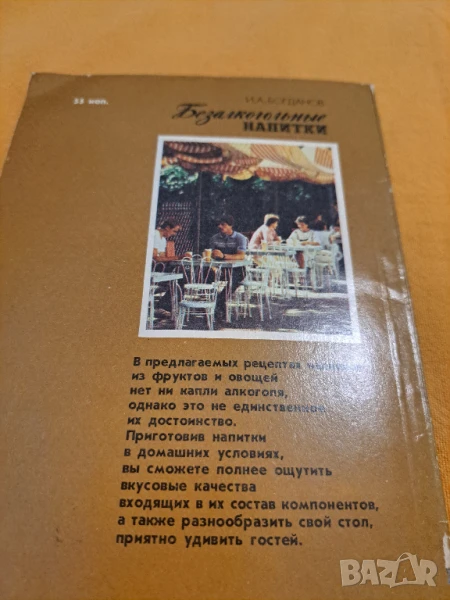 33 коп.
И.А.БОГДАНОВ
Безалкогольные
НАПИТКИ
В предлагаемых рецептах
из фруктов и овощей
нет ни капли алкоголя,
однако это не единственное
их достоинство.
Приготовив напитки
в домашних условиях,
вы сможете полнее ощутить
вкусовые качества
входящих в их состав компонентов,
а также разнообразить свой стол,
приятно удивить гостей.
BAZAR.bg